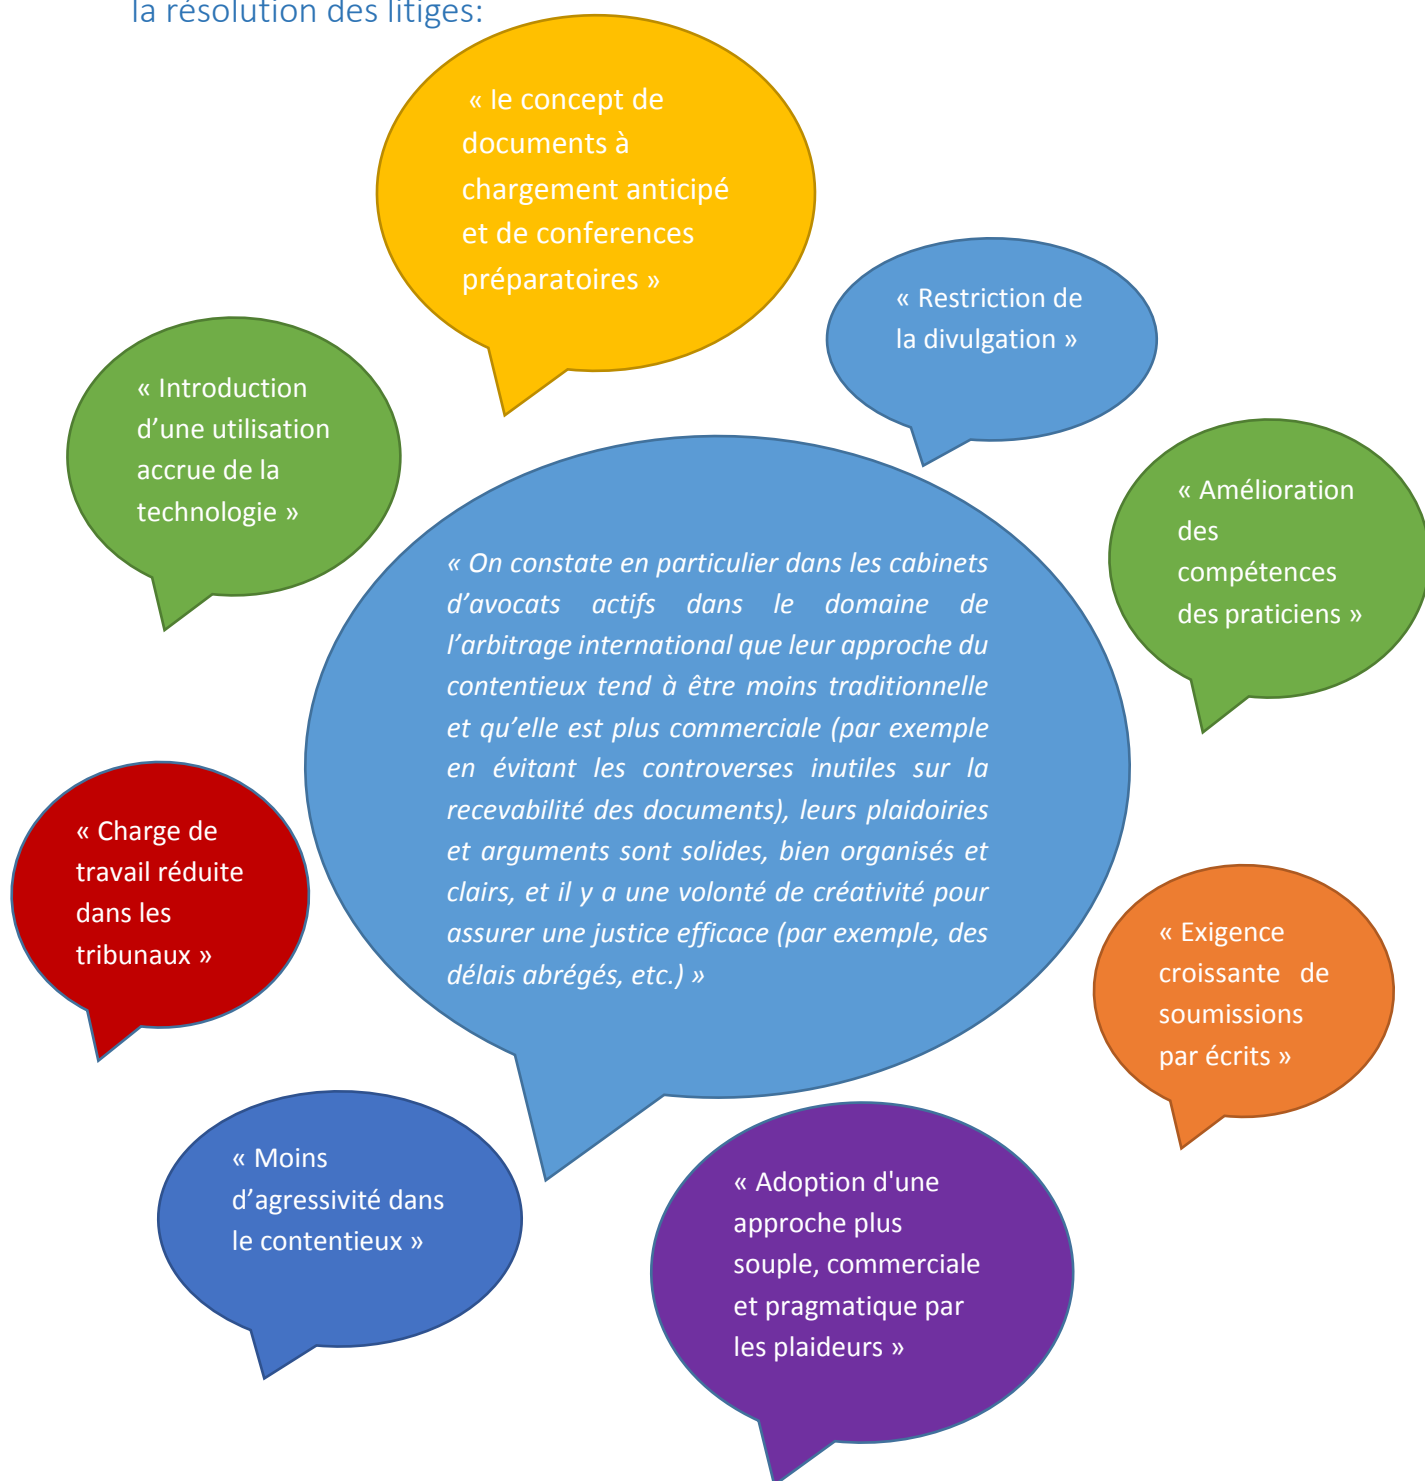 la résolution des litiges:
« le concept de
documents à
chargement anticipé
et de conferences
préparatoires »
« Restriction de
la divulgation »
« Introduction
d’une utilisation
accrue de la
technologie »
« Amélioration
des
compétences
des praticiens »
« On constate en particulier dans les cabinets
d’avocats actifs dans le domaine de
l’arbitrage international que leur approche du
contentieux tend à être moins traditionnelle
et qu’elle est plus commerciale (par exemple
en évitant les controverses inutiles sur la
recevabilité des documents), leurs plaidoiries
et arguments sont solides, bien organisés et
clairs, et il y a une volonté de créativité pour
assurer une justice efficace (par exemple, des
délais abrégés, etc.) »
« Charge de
travail réduite
dans les
tribunaux »
« Exigence
croissante de
soumissions
par écrits »
« Moins
d’agressivité dans
le contentieux »
« Adoption d'une
approche plus
souple, commerciale
et pragmatique par
les plaideurs »